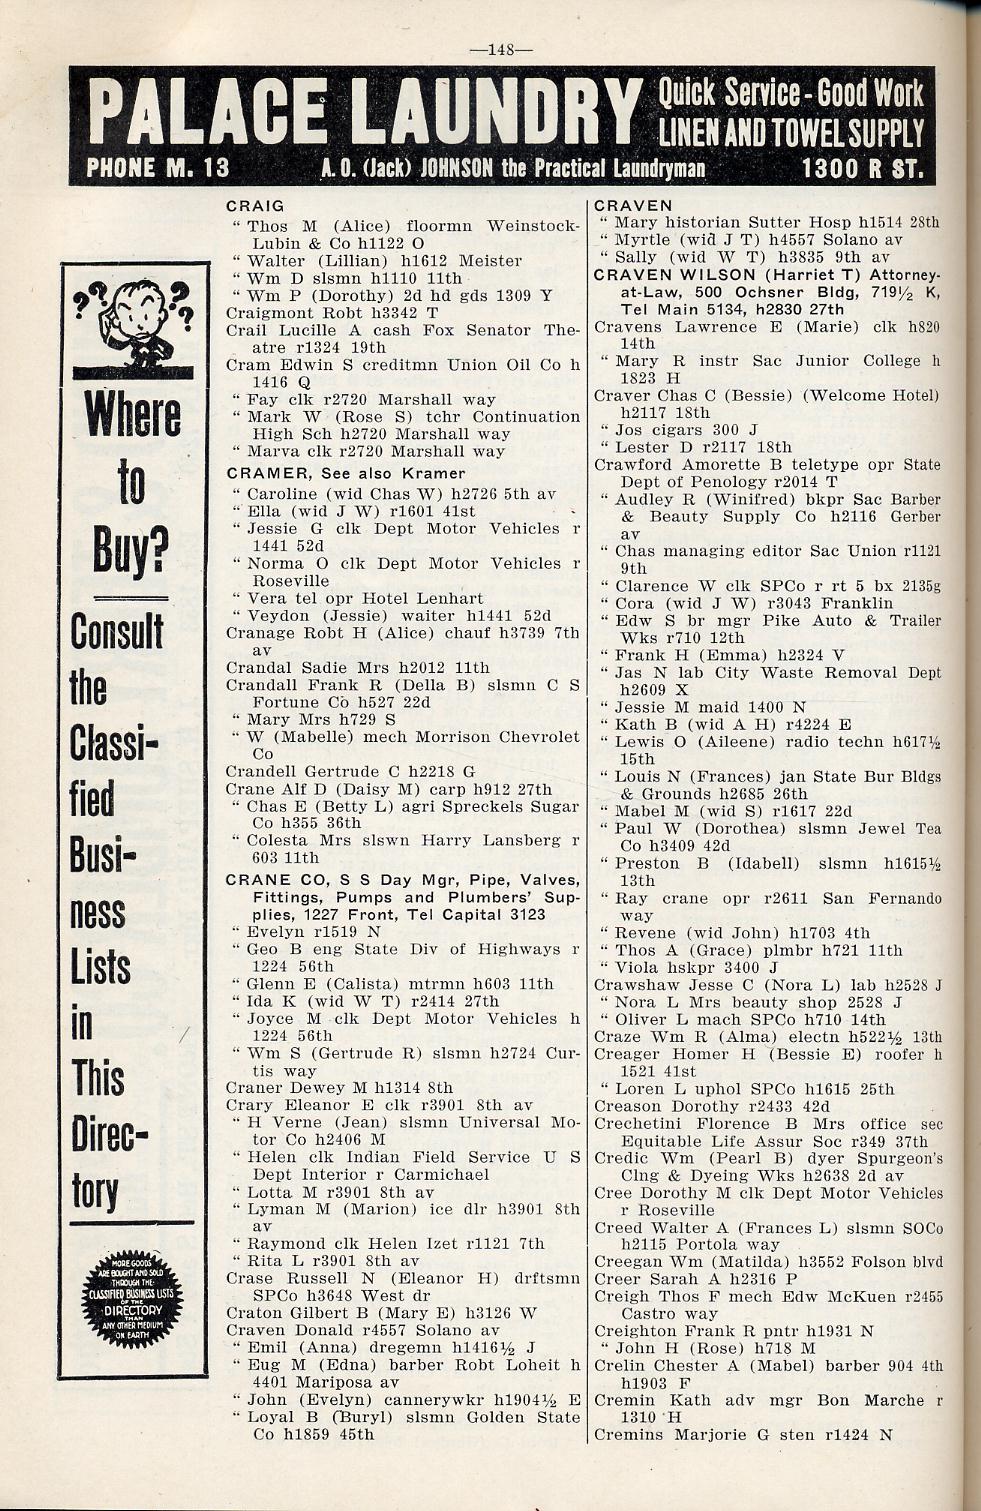 —148—
PALACE LAUNDRY
Quick Service - Good Work
LINEN AND TOWEL SUPPLY
PHONE M. 13
A. O. (Jack) JOHNSON the Practical Laundryman
1300 R ST.
? ? ? ?
Where
to
Buy?
Consult
the
Classi-
fied
Busi-
ness
Lists
in
This
Direc-
tory
MORE GOODS
ARE BOUGHT AND SOLD
THROUGH THE
CLASSIFIED BUSINESS LISTS
OF THE
DIRECTORY
THAN
ANY OTHER MEDIUM
ON EARTH
CRAIG
“ Thos M (Alice) floormn Weinstock-
Lubin & Co h1122 O
“ Walter (Lillian) h1612 Meister
“ Wm D slsmn h1110 11th
“ Wm P (Dorothy) 2d hd gds 1309 Y
Craigmont Robt h3342 T
Crail Lucille A cash Fox Senator The-
atre r1324 19th
Cram Edwin S creditmn Union Oil Co h
1416 Q
“ Fay clk r2720 Marshall way
“ Mark W (Rose S) tchr Continuation
High Sch h2720 Marshall way
“ Marva clk r2720 Marshall way
CRAMER, See also Kramer
“ Caroline (wid Chas W) h2726 5th av
“ Ella (wid J W) r1601 41st
“ Jessie G clk Dept Motor Vehicles r
1441 52d
“ Norma O clk Dept Motor Vehicles r
Roseville
“ Vera tel opr Hotel Lenhart
“ Veydon (Jessie) waiter h1441 52d
Cranage Robt H (Alice) chauf h3739 7th
av
Crandal Sadie Mrs h2012 11th
Crandall Frank R (Della B) slsmn C S
Fortune Co h527 22d
“ Mary Mrs h729 S
“ W (Mabelle) mech Morrison Chevrolet
Co
Crandell Gertrude C h2218 G
Crane Alf D (Daisy M) carp h912 27th
“ Chas E (Betty L) agri Spreckels Sugar
Co h355 36th
“ Colesta Mrs slswn Harry Lansberg r
603 11th
CRANE CO, S S Day Mgr, Pipe, Valves,
Fittings, Pumps and Plumbers' Sup-
plies, 1227 Front, Tel Capital 3123
“ Evelyn r1519 N
“ Geo B eng State Div of Highways r
1224 56th
“ Glenn E (Calista) mtrmn h603 11th
“ Ida K (wid W T) r2414 27th
“ Joyce M clk Dept Motor Vehicles h
1224 56th
“ Wm S (Gertrude R) slsmn h2724 Cur-
tis way
Craner Dewey M h1314 8th
Crary Eleanor E clk r3901 8th av
“ H Verne (Jean) slsmn Universal Mo-
tor Co h2406 M
“ Helen clk Indian Field Service U S
Dept Interior r Carmichael
“ Lotta M r3901 8th av
“ Lyman M (Marion) ice dlr h3901 8th
av
“ Raymond clk Helen Izet r1121 7th
“ Rita L r3901 8th av
Crase Russell N (Eleanor H) drftsmn
SPCo h3648 West dr
Craton Gilbert B (Mary E) h3126 W
Craven Donald r4557 Solano av
“ Emil (Anna) dregemn h1416½ J
“ Eug M (Edna) barber Robt Loheit h
4401 Mariposa av
“ John (Evelyn) cannerywkr h1904½ E
“ Loyal B (Buryl) slsmn Golden State
Co h1859 45th
CRAVEN
“ Mary historian Sutter Hosp h1514 28th
“ Myrtle (wid J T) h4557 Solano av
“ Sally (wid W T) h3835 9th av
CRAVEN WILSON (Harriet T) Attorney-
at-Law, 500 Ochsner Bldg, 719½ K,
Tel Main 5134, h2830 27th
Cravens Lawrence E (Marie) clk h820
14th
“ Mary R instr Sac Junior College h
1823 H
Craver Chas C (Bessie) (Welcome Hotel)
h2117 18th
“ Jos cigars 300 J
“ Lester D r2117 18th
Crawford Amorette B teletype opr State
Dept of Penology r2014 T
“ Audley R (Winifred) bkpr Sac Barber
& Beauty Supply Co h2116 Gerber
av
“ Chas managing editor Sac Union r1121
9th
“ Clarence W clk SPCo r rt 5 bx 2135g
“ Cora (wid J W) r3043 Franklin
“ Edw S br mgr Pike Auto & Trailer
Wks r710 12th
“ Frank H (Emma) h2324 V
“ Jas N lab City Waste Removal Dept
h2609 X
“ Jessie M maid 1400 N
“ Kath B (wid A H) r4224 E
“ Lewis O (Aileene) radio techn h617½
15th
“ Louis N (Frances) jan State Bur Bldgs
& Grounds h2685 26th
“ Mabel M (wid S) r1617 22d
“ Paul W (Dorothea) slsmn Jewel Tea
Co h3409 42d
“ Preston B (Idabell) slsmn h1615½
13th
“ Ray crane opr r2611 San Fernando
way
“ Revene (wid John) h1703 4th
“ Thos A (Grace) plmbr h721 11th
“ Viola hskpr 3400 J
Crawshaw Jesse C (Nora L) lab h2528 J
“ Nora L Mrs beauty shop 2528 J
“ Oliver L mach SPCo h710 14th
Craze Wm R (Alma) electn h522½ 13th
Creager Homer H (Bessie E) roofer h
1521 41st
“ Loren L uphol SPCo h1615 25th
Creason Dorothy r2433 42d
Crechetini Florence B Mrs office sec
Equitable Life Assur Soc r349 37th
Credic Wm (Pearl B) dyer Spurgeon's
Clng & Dyeing Wks h2638 2d av
Cree Dorothy M clk Dept Motor Vehicles
r Roseville
Creed Walter A (Frances L) slsmn SOCo
h2115 Portola way
Creegan Wm (Matilda) h3552 Folson blvd
Creer Sarah A h2316 P
Creigh Thos F mech Edw McKuen r2455
Castro way
Creighton Frank R pntr h1931 N
“ John H (Rose) h718 M
Crelin Chester A (Mabel) barber 904 4th
h1903 F
Cremin Kath adv mgr Bon Marche r
1310 H
Cremins Marjorie G sten r1424 N